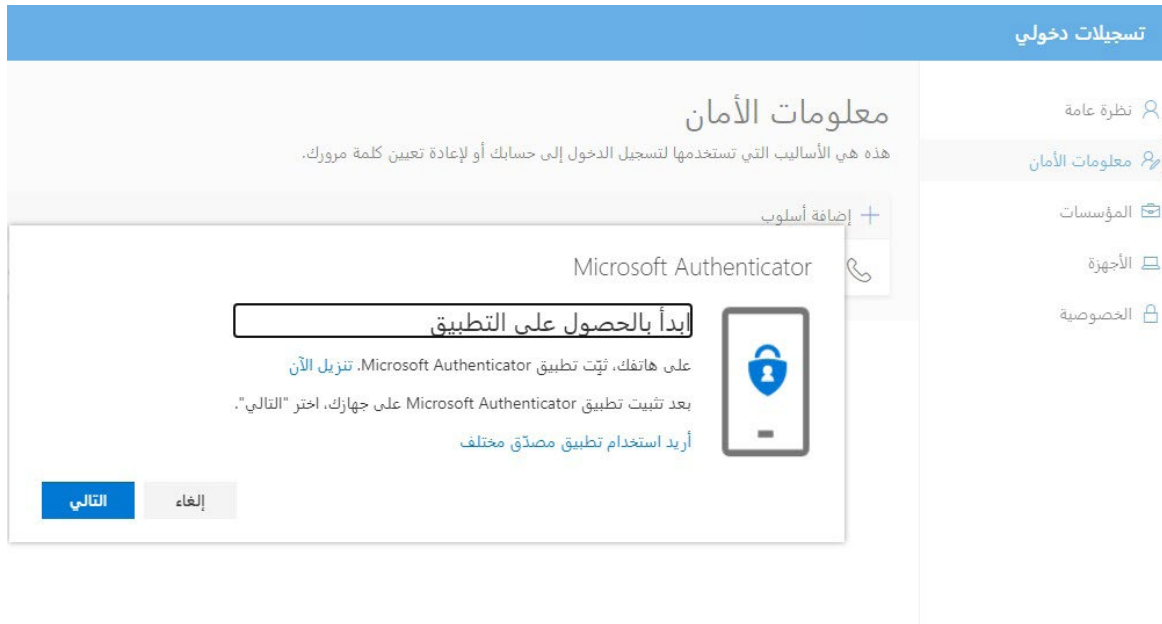 تسجيلات دخولي
نظرة عامة
معلومات الأمان
المؤسسات
الأجهزة
الخصوصية
معلومات الأمان
هذه هي الأساليب التي تستخدمها لتسجيل الدخول إلى حسابك أو لإعادة تعيين كلمة مرورك.
إضافة أسلوب
Microsoft Authenticator
ابدأ بالحصول على التطبيق
على هاتفك، ثبّت تطبيق Microsoft Authenticator. تنزيل الآن
بعد تثبيت تطبيق Microsoft Authenticator على جهازك، اختر "التالي".
أريد استخدام تطبيق مصدّق مختلف
إلغاء
التالي